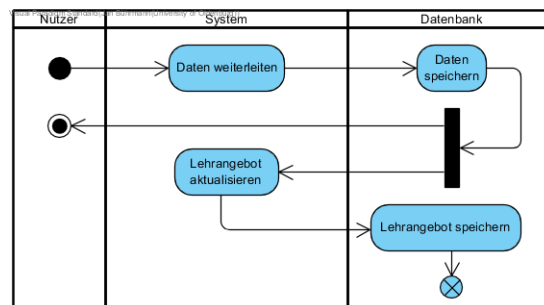 Nutzer
System
Datenbank
Daten weiterleiten
Daten
speichern
Lehrangebot
aktualisieren
Lehrangebot speichern